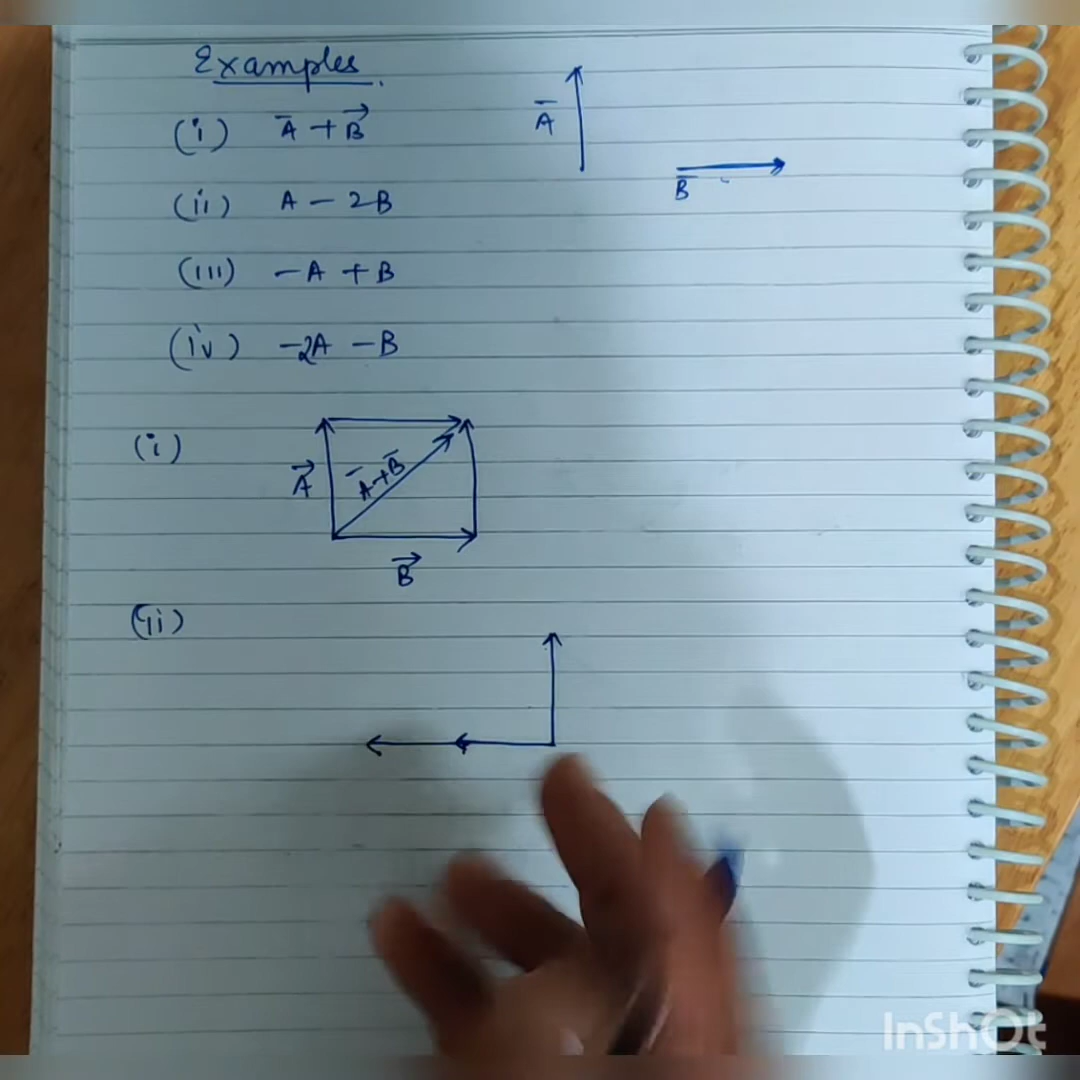 Examples.
(i) A̅ + B⃗
(ii) A - 2B
(iii) -A + B
(iv) -2A - B
A̅
B̅
(i)
A⃗
A̅+B̅
B⃗
(ii)
InShOt